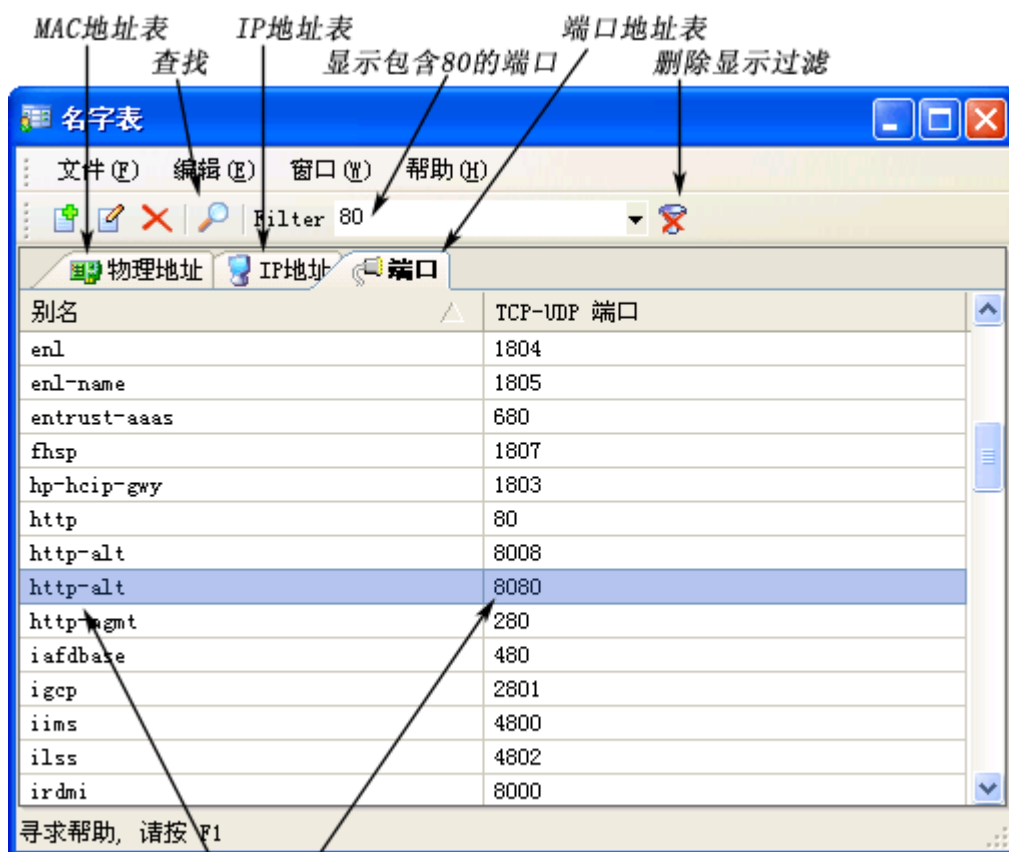 MAC地址表 IP地址表 端口地址表
查找 显示包含80的端口 删除显示过滤
名字表
文件(F) 编辑(E) 窗口(W) 帮助(H)
Filter 80
物理地址 IP地址 端口
别名 TCP-UDP 端口
enl 1804
enl-name 1805
entrust-aaas 680
fhsp 1807
hp-hcip-gwy 1803
http 80
http-alt 8008
http-alt 8080
http-mgmt 280
iafdbase 480
igcp 2801
iims 4800
ilss 4802
irdmi 8000
寻求帮助, 请按 F1